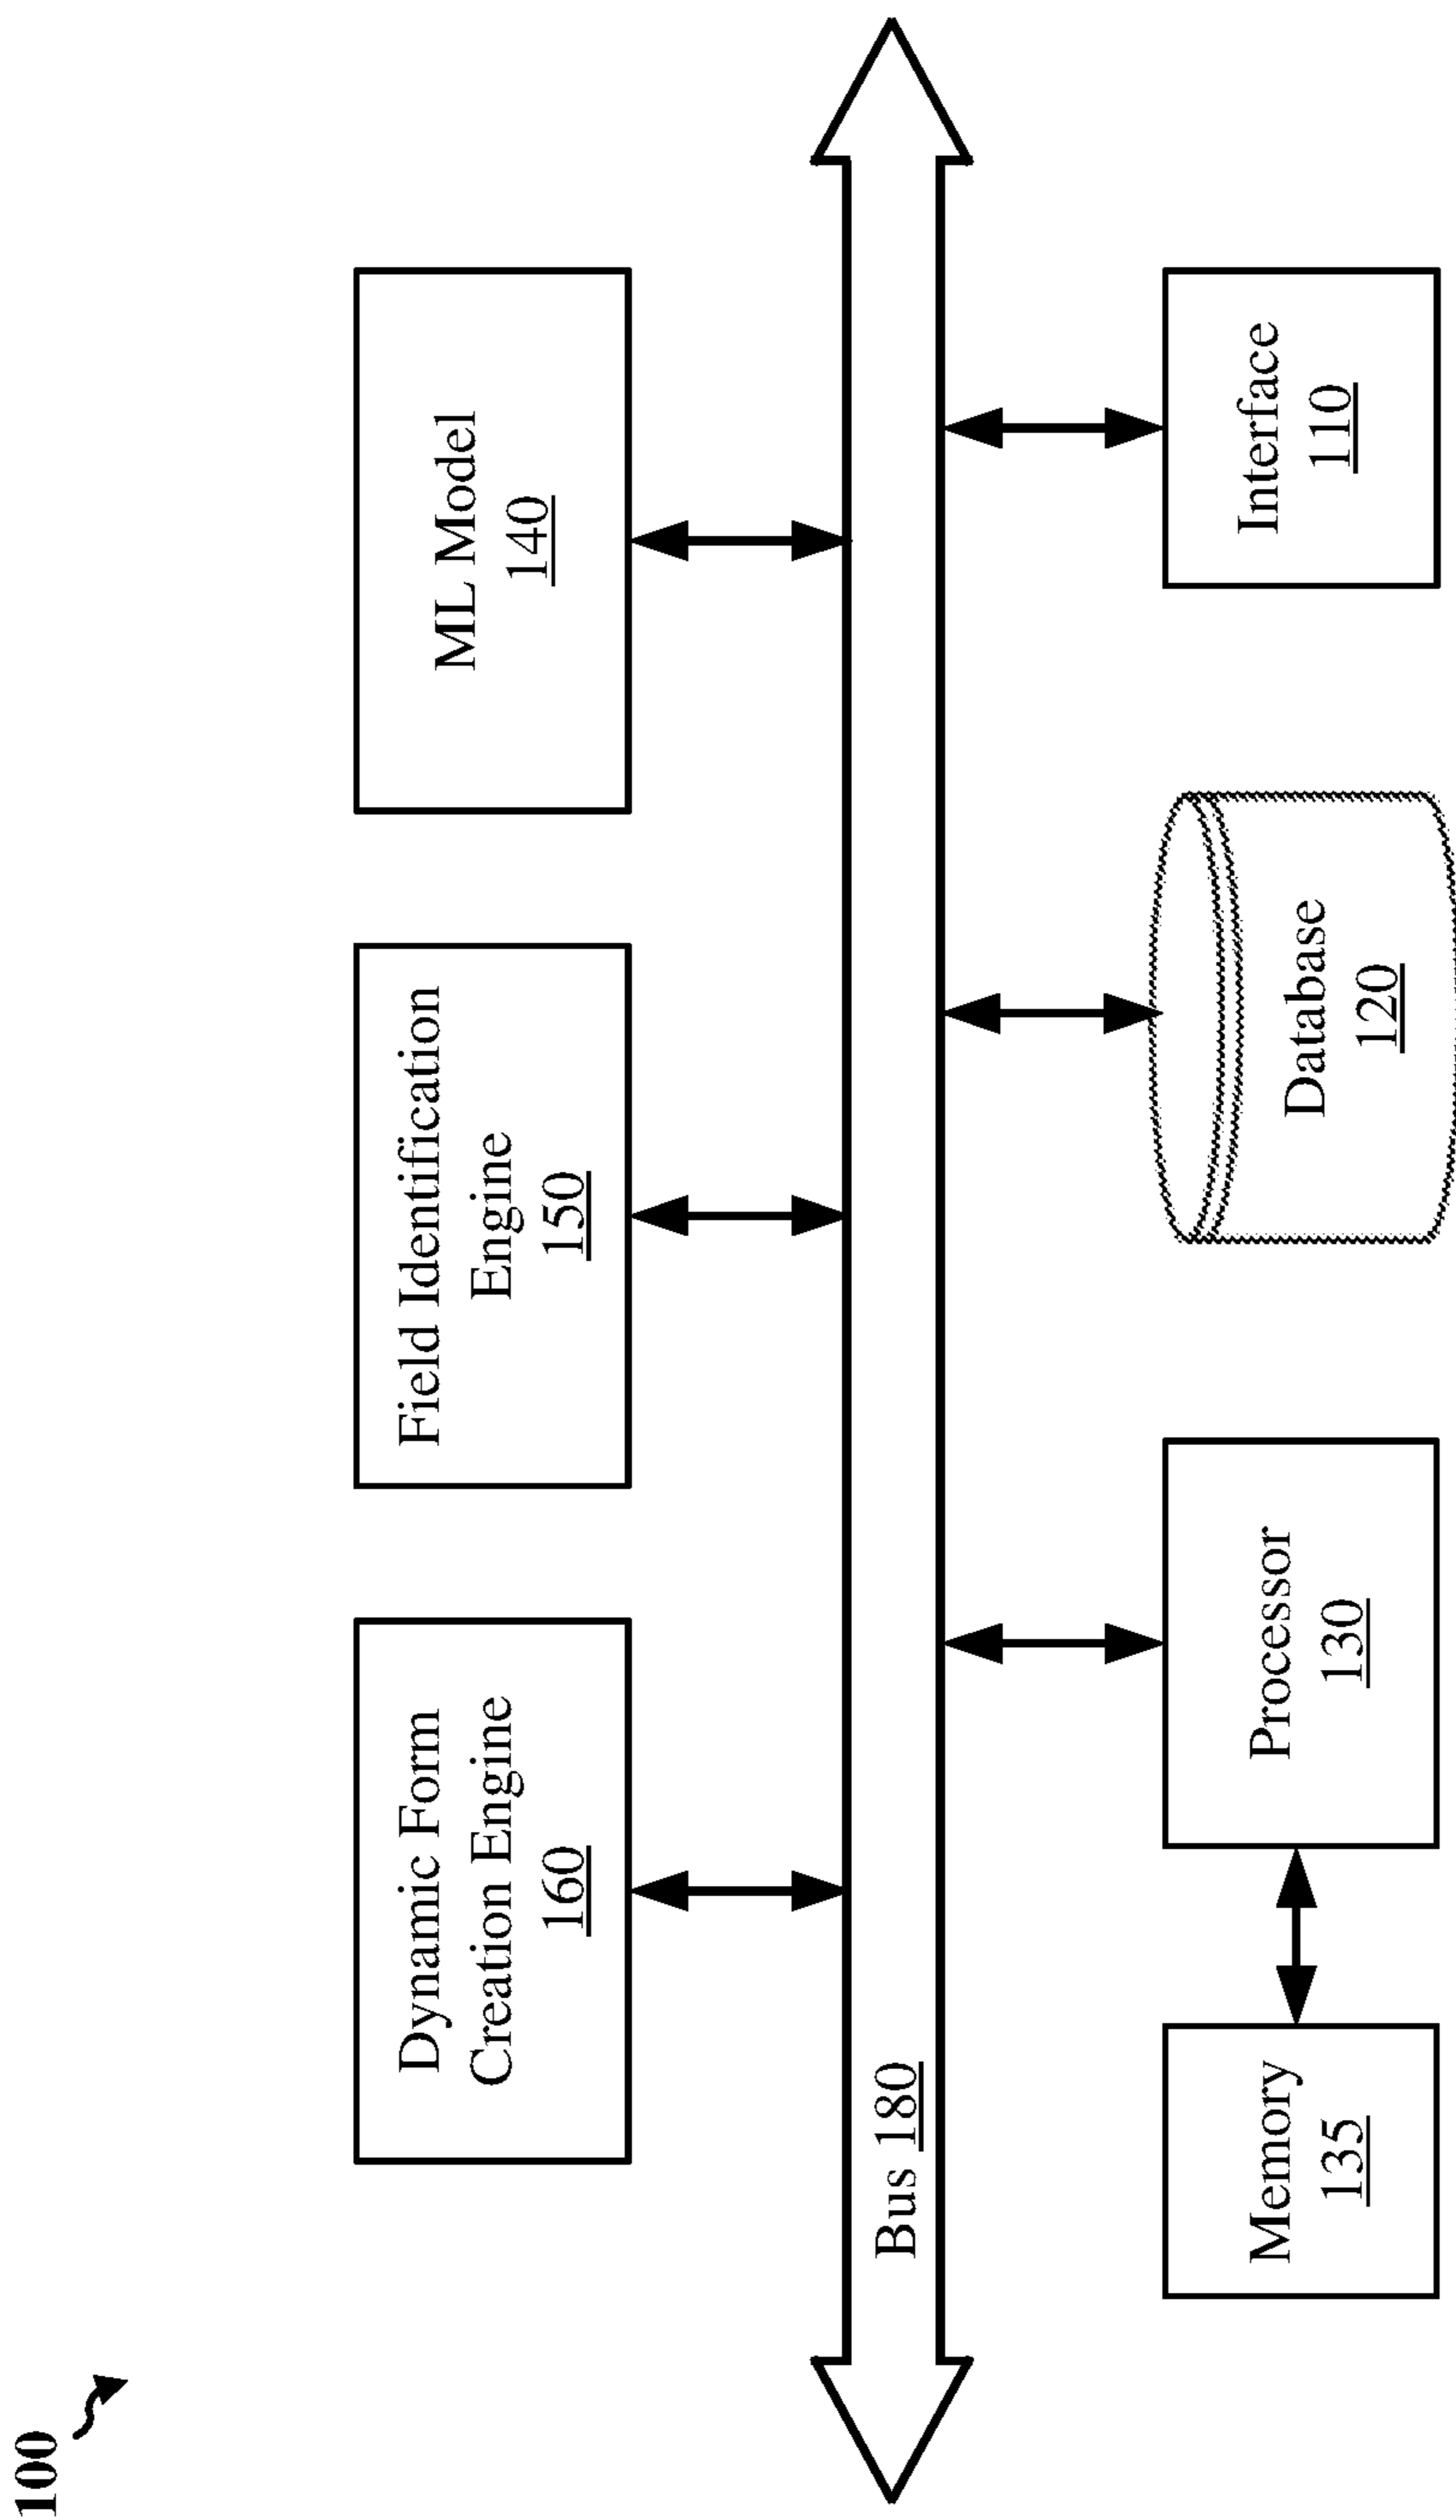 100
Dynamic Form
Creation Engine
160
Field Identification
Engine
150
ML Model
140
Bus 180
Memory
135
Processor
130
Database
120
Interface
110